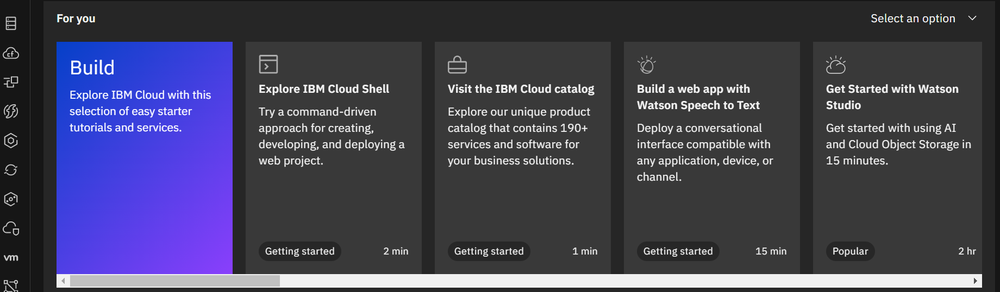 For you
Select an option
Build
Explore IBM Cloud with this
selection of easy starter
tutorials and services.
Explore IBM Cloud Shell
Try a command-driven
approach for creating,
developing, and deploying a
web project.
Getting started
2 min
Visit the IBM Cloud catalog
Explore our unique product
catalog that contains 190+
services and software for
your business solutions.
Getting started
1 min
Build a web app with
Watson Speech to Text
Deploy a conversational
interface compatible with
any application, device, or
channel.
Getting started
15 min
Get Started with Watson
Studio
Get started with using AI
and Cloud Object Storage in
15 minutes.
Popular
2 hr
cf
vm